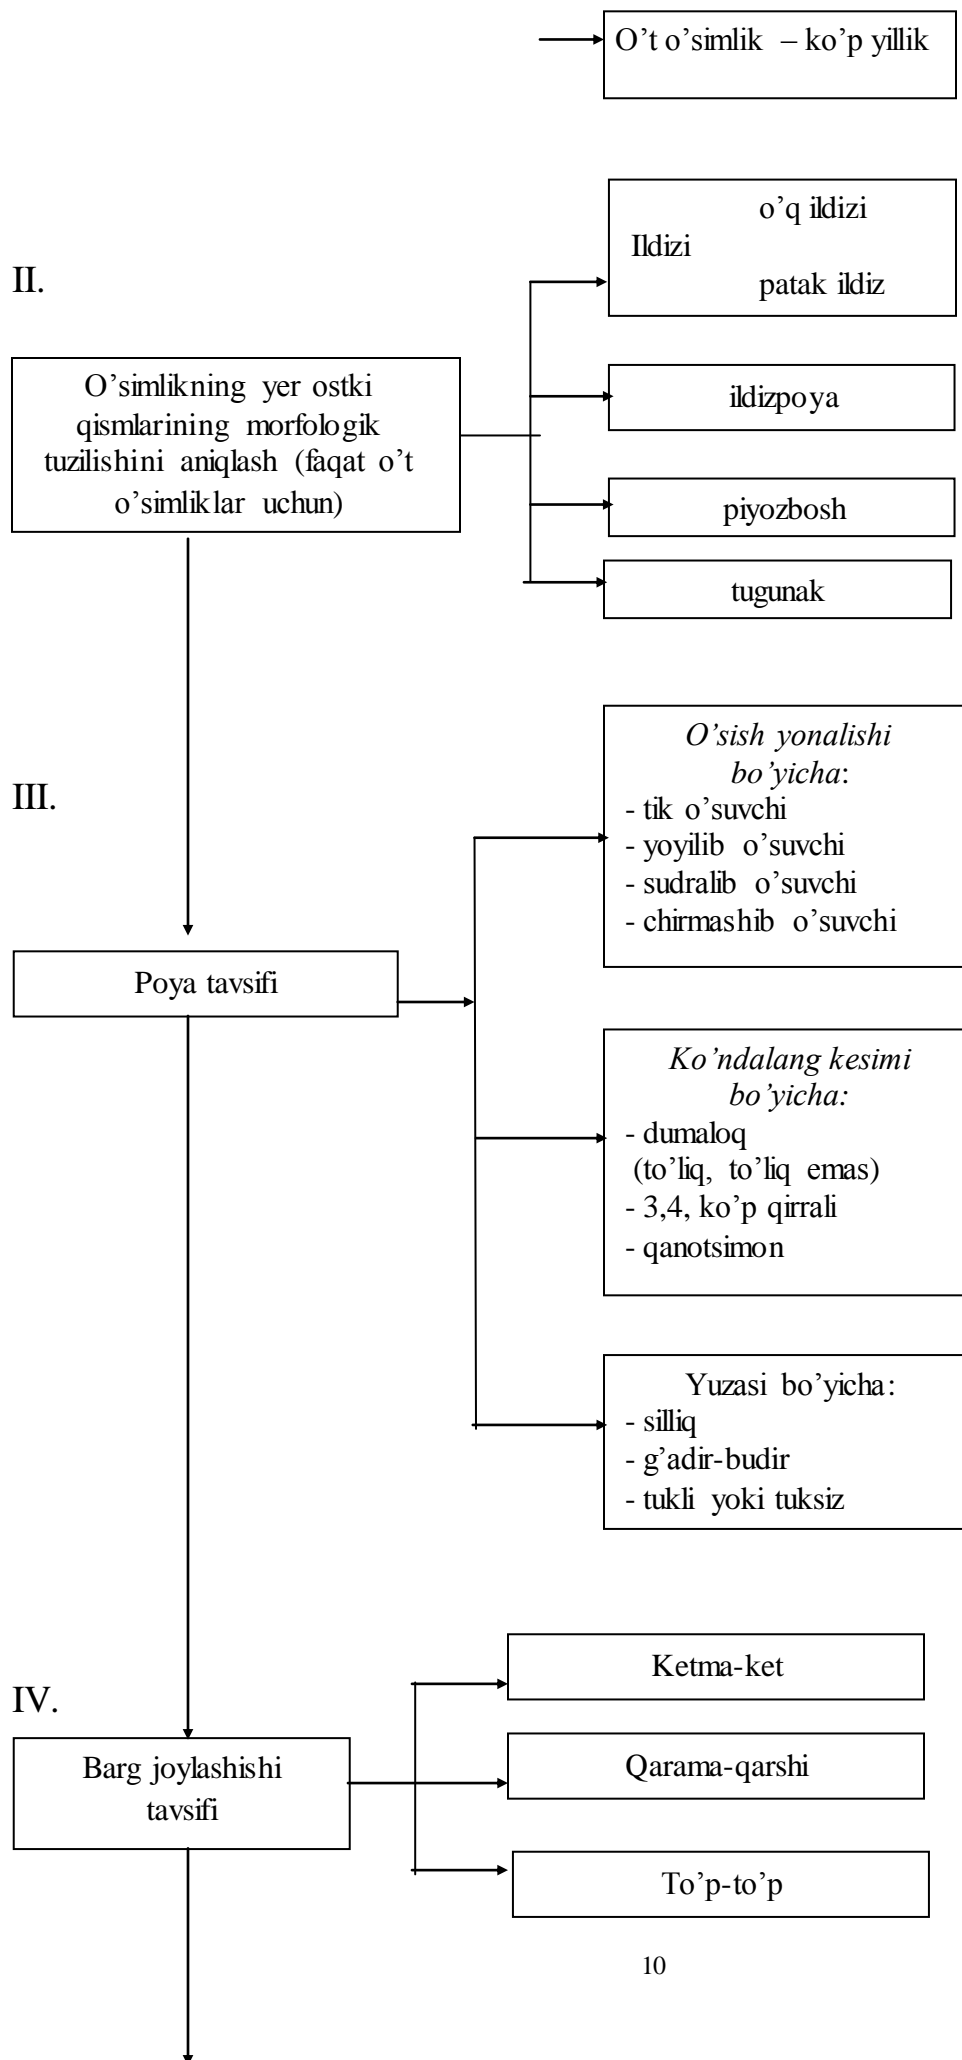 O’t o’simlik – ko’p yillik
II.
o’q ildizi
Ildizi
patak ildiz
O’simlikning yer ostki
qismlarining morfologik
tuzilishini aniqlash (faqat o’t
o’simliklar uchun)
ildizpoya
piyozbosh
tugunak
III.
Poya tavsifi
O’sish yonalishi
bo’yicha:
- tik o’suvchi
- yoyilib o’suvchi
- sudralib o’suvchi
- chirmashib o’suvchi
Ko’ndalang kesimi
bo’yicha:
- dumaloq
(to’liq, to’liq emas)
- 3,4, ko’p qirrali
- qanotsimon
Yuzasi bo’yicha:
- silliq
- g’adir-budir
- tukli yoki tuksiz
IV.
Barg joylashishi
tavsifi
Ketma-ket
Qarama-qarshi
To’p-to’p
10